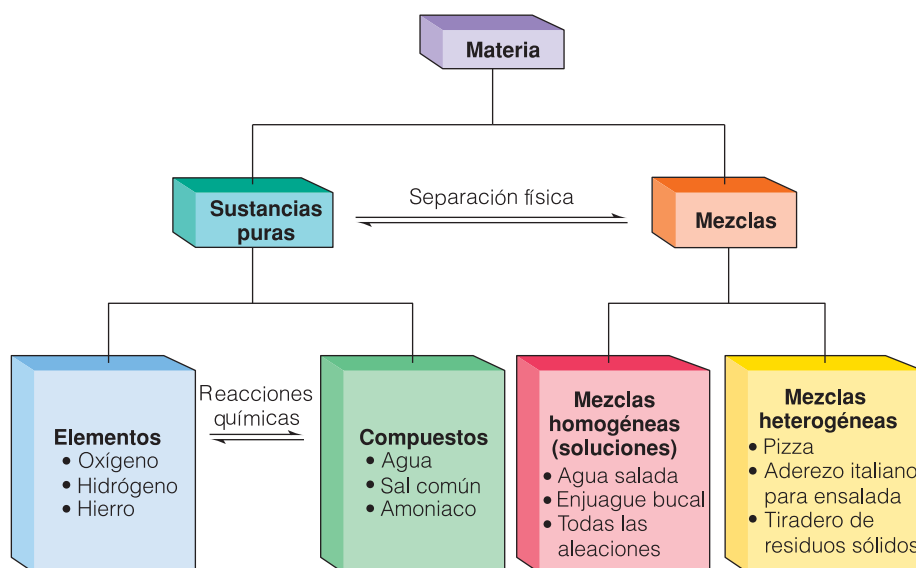 Materia
Sustancias
puras
Separación física
Mezclas
Elementos
• Oxígeno
• Hidrógeno
• Hierro
Reacciones
químicas
Compuestos
• Agua
• Sal común
• Amoniaco
Mezclas
homogéneas
(soluciones)
• Agua salada
• Enjuague bucal
• Todas las
aleaciones
Mezclas
heterogéneas
• Pizza
• Aderezo italiano
para ensalada
• Tiradero de
residuos sólidos